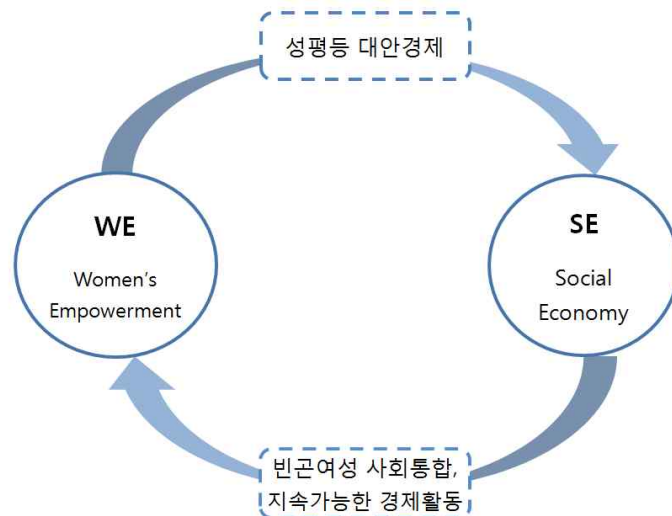 성평등 대안경제
WE
Women's
Empowerment
SE
Social
Economy
빈곤여성 사회통합,
지속가능한 경제활동